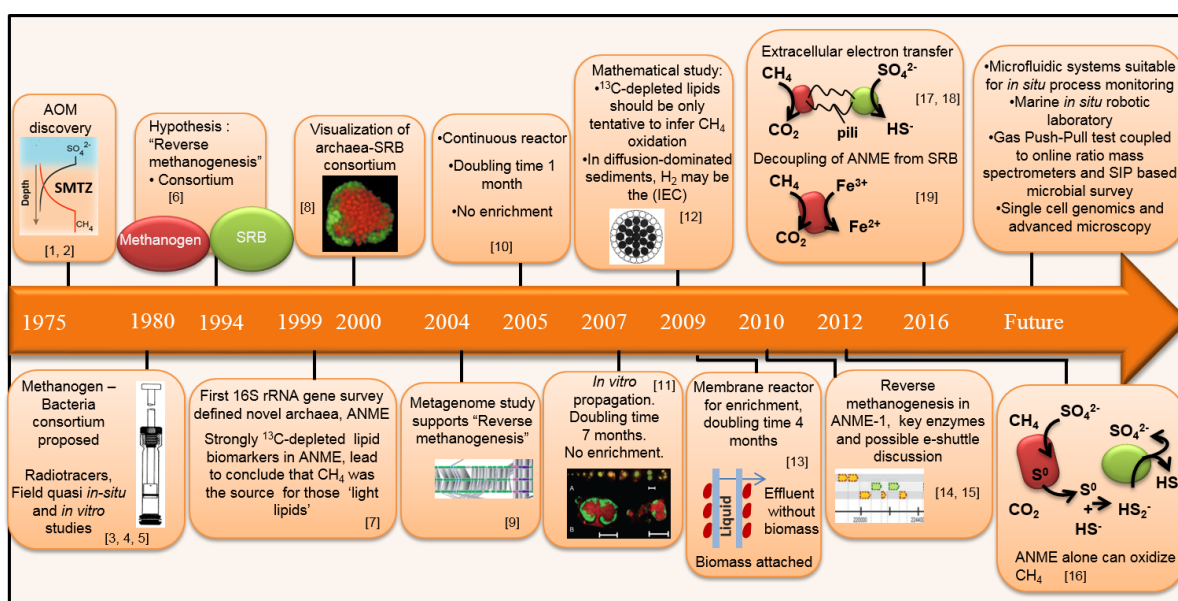 AOM
discovery
SO₄²⁻
Depth
SMTZ
CH₄
[1, 2]
Hypothesis :
“Reverse
methanogenesis”
• Consortium
[6]
Methanogen
SRB
Visualization of
archaea-SRB
consortium
[8]
•Continuous reactor
•Doubling time 1
month
•No enrichment
[10]
Mathematical study:
•¹³C-depleted lipids
should be only
tentative to infer CH₄
oxidation
•In diffusion-dominated
sediments, H₂ may be
the (IEC)
[12]
Extracellular electron transfer
CH₄
SO₄²⁻
[17, 18]
CO₂
pili
HS⁻
Decoupling of ANME from SRB
CH₄
Fe³⁺
[19]
CO₂
Fe²⁺
•Microfluidic systems suitable
for in situ process monitoring
•Marine in situ robotic
laboratory
•Gas Push-Pull test coupled
to online ratio mass
spectrometers and SIP based
microbial survey
•Single cell genomics and
advanced microscopy
1975 1980 1994 1999 2000 2004 2005 2007 2009 2010 2012 2016 Future
Methanogen –
Bacteria
consortium
proposed
Radiotracers,
Field quasi in-situ
and in vitro
studies
[3, 4, 5]
First 16S rRNA gene survey
defined novel archaea, ANME
Strongly ¹³C-depleted lipid
biomarkers in ANME, lead
to conclude that CH₄ was
the source for those ‘light
lipids’
[7]
Metagenome study
supports “Reverse
methanogenesis”
[9]
In vitro [11]
propagation.
Doubling time
7 months.
No enrichment.
A
B
Membrane reactor
for enrichment,
doubling time 4
months
[13]
Liquid
Effluent
without
biomass
Biomass attached
Reverse
methanogenesis in
ANME-1, key enzymes
and possible e-shuttle
discussion
[14, 15]
220000
224400
CH₄
SO₄²⁻
SO₄²⁻
S⁰
HS
CO₂
S⁰
+
HS⁻
HS₂⁻
ANME alone can oxidize
CH₄ [16]